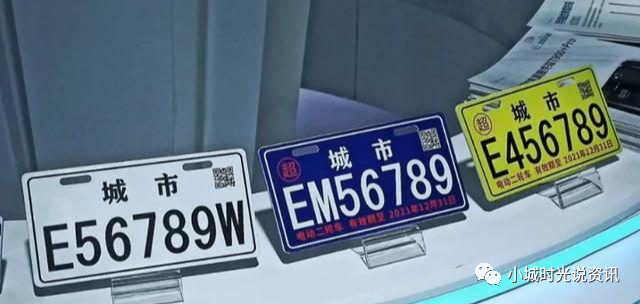 城 市
E56789W
超
城 市
EM56789
电动二轮车 有效期至 2021年12月31日
超
城 市
E456789
电动二轮车 有效期至 2021年12月31日
小城时光说资讯